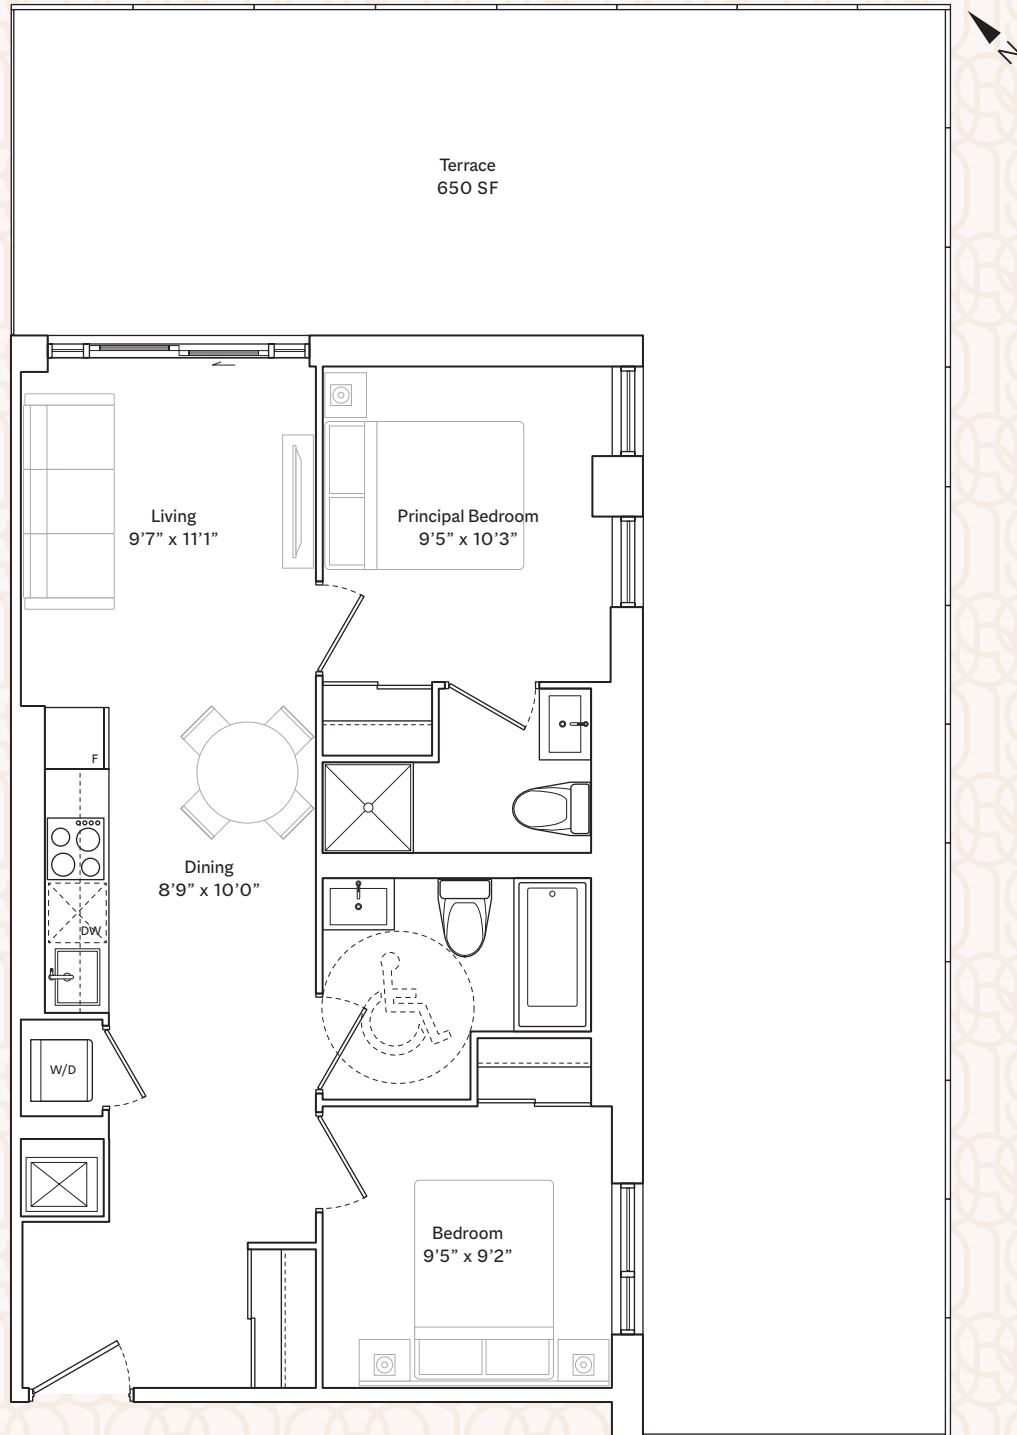 N
Terrace
650 SF
Living
9’7” x 11’1”
Principal Bedroom
9’5” x 10’3”
F
Dining
8’9” x 10’0”
DW
W/D
Bedroom
9’5” x 9’2”